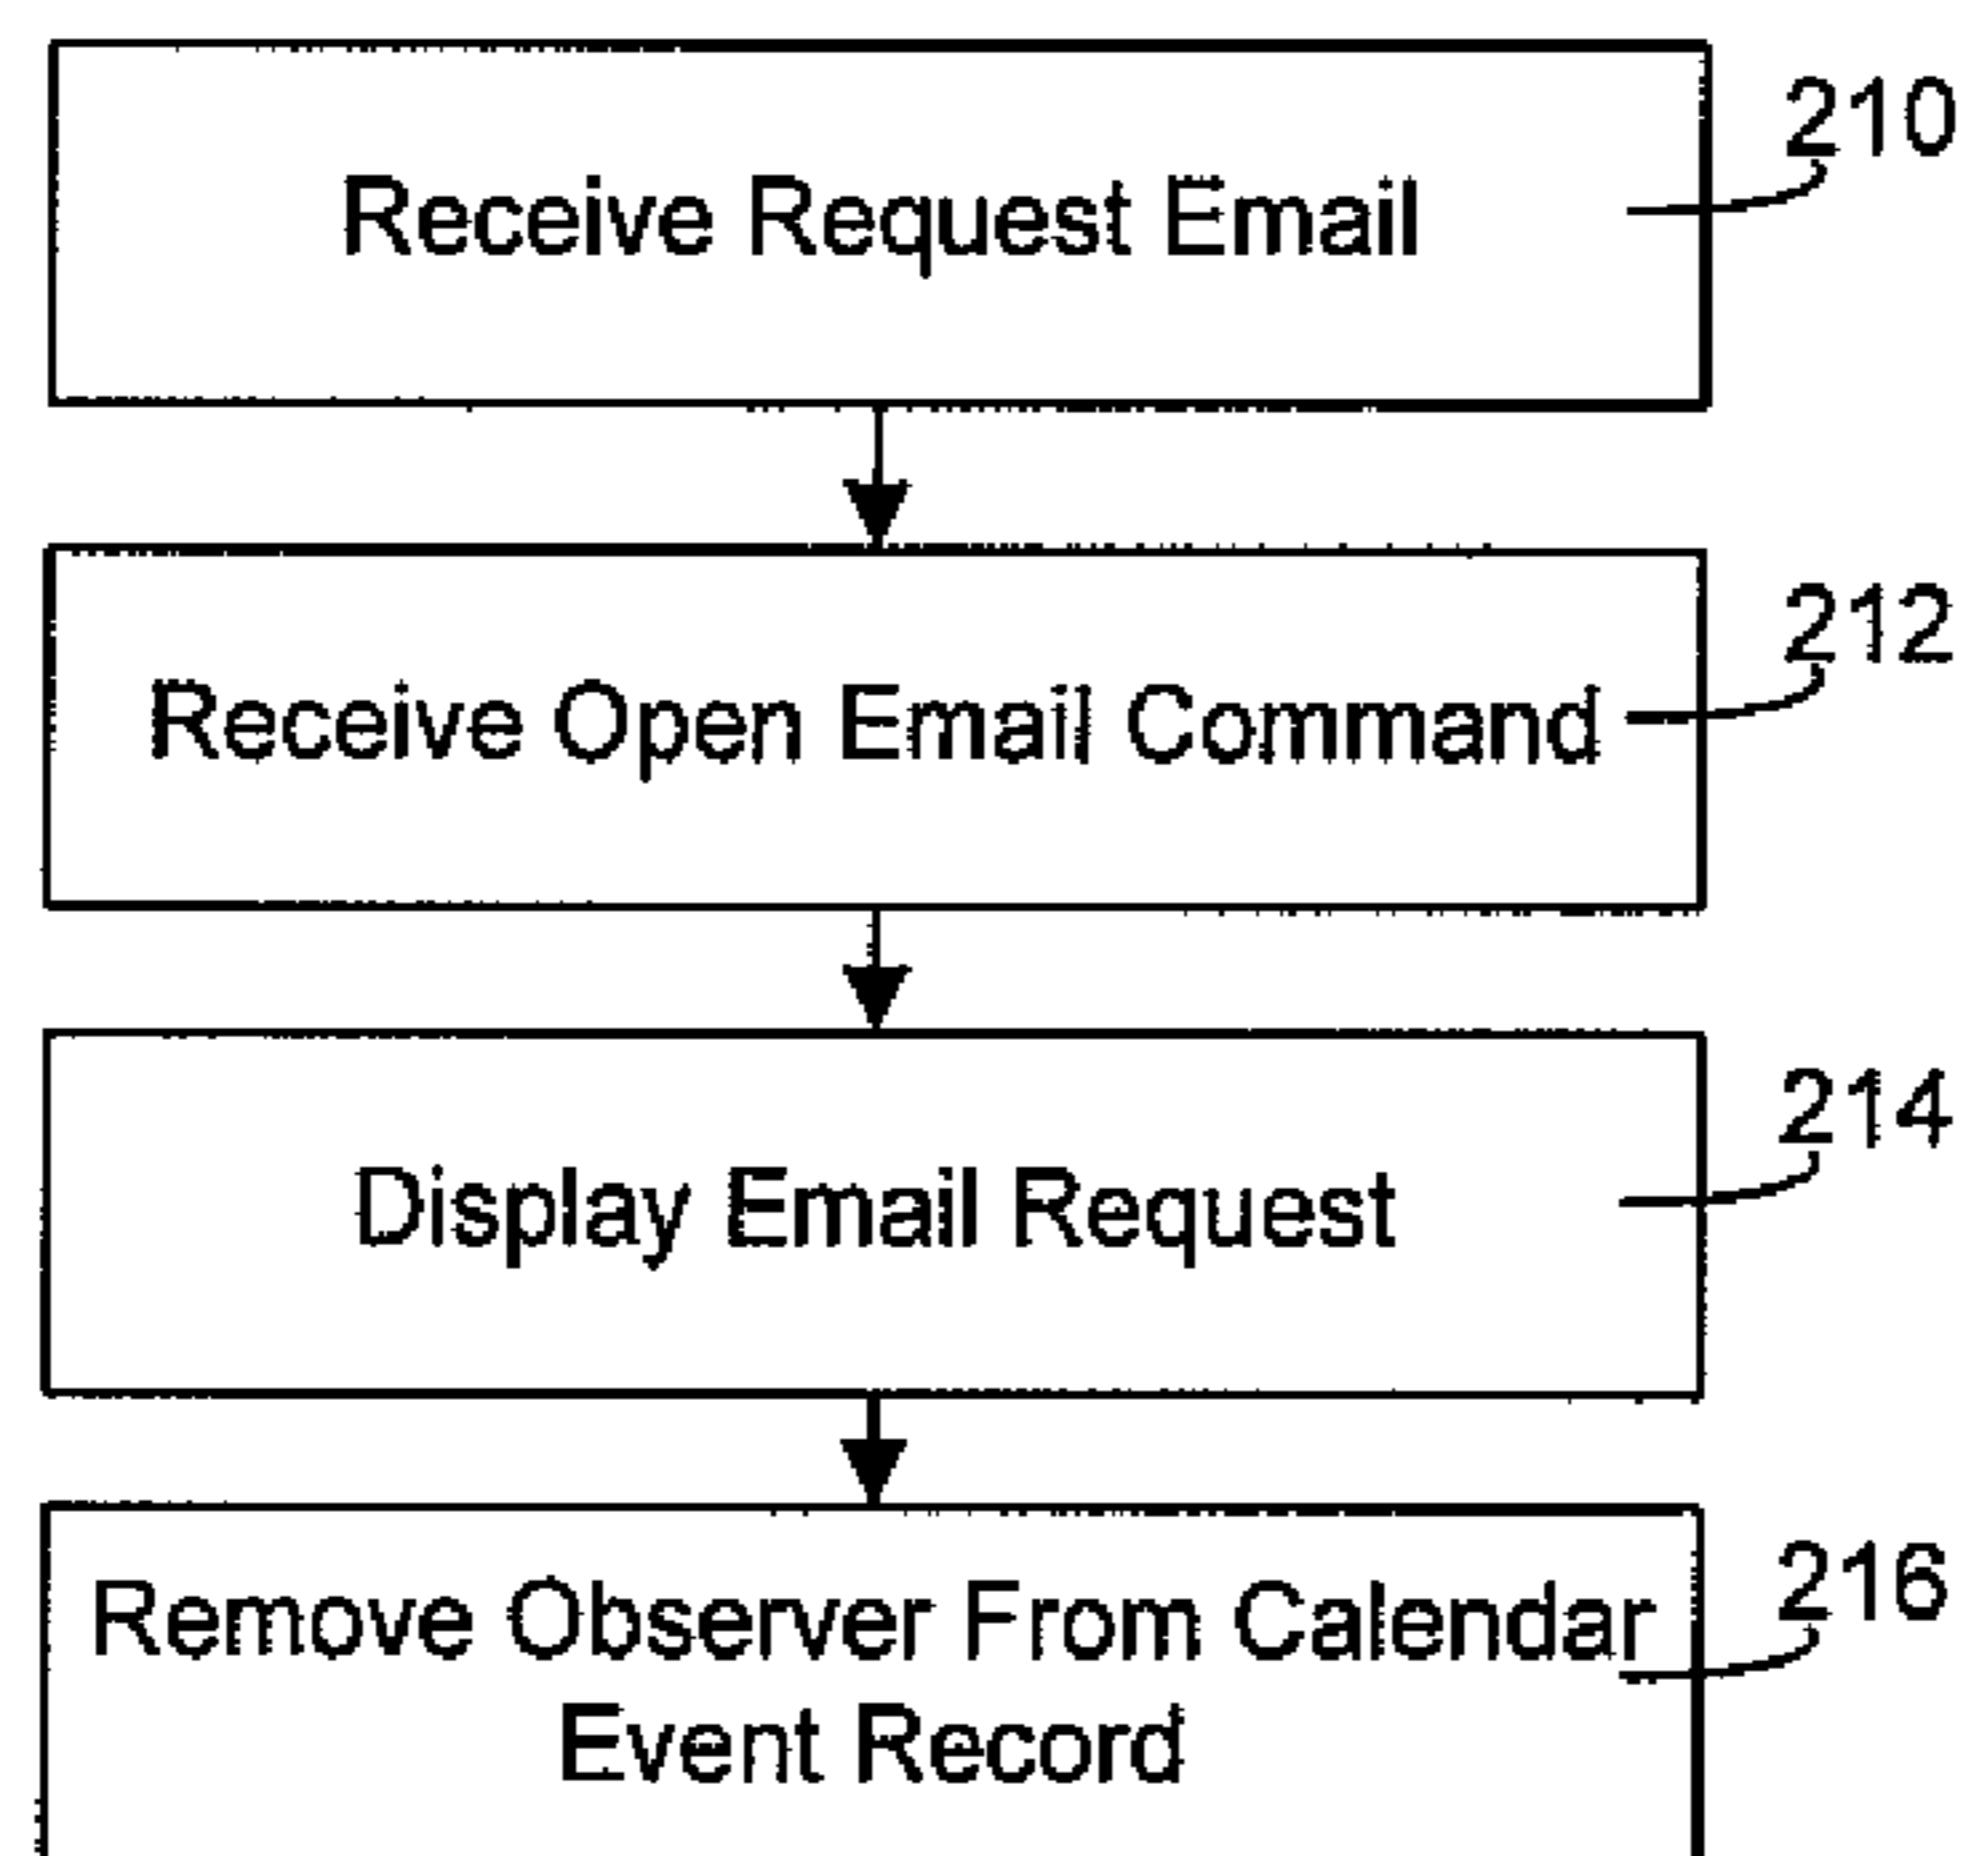 210
Receive Request Email
212
Receive Open Email Command
214
Display Email Request
216
Remove Observer From Calendar
Event Record